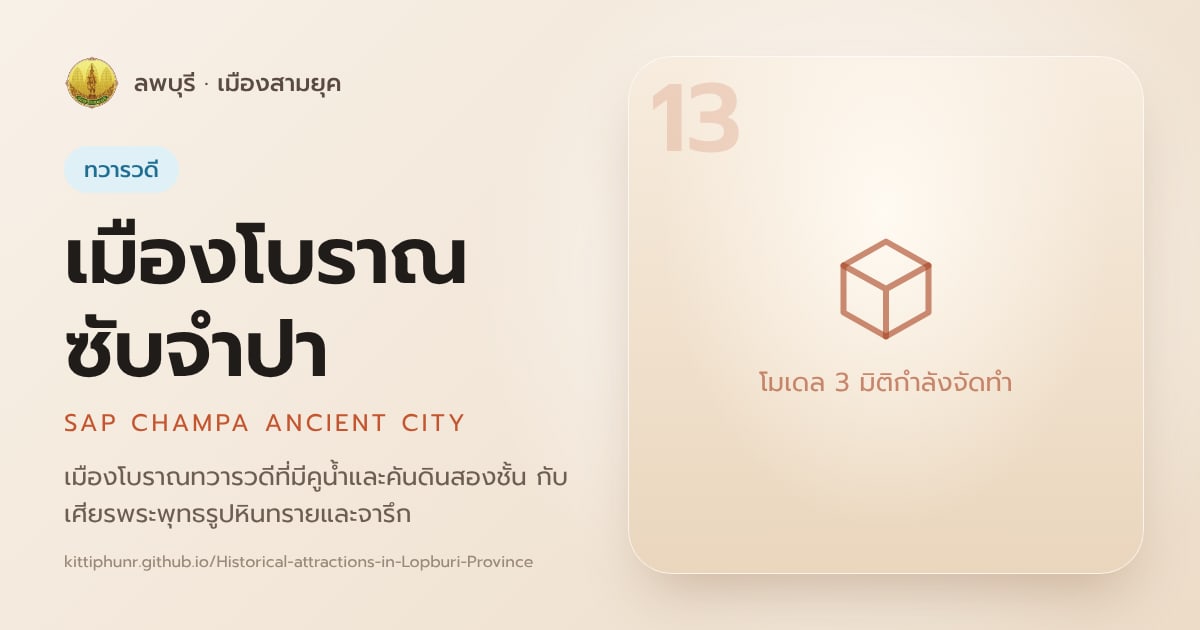 ลพบุรี · เมืองสามยุค
ทวารวดี
เมืองโบราณ
ซับจำปา
SAP CHAMPA ANCIENT CITY
เมืองโบราณทวารวดีที่มีคูน้ำและคันดินสองชั้น กับ
เศียรพระพุทธรูปหินทรายและจารึก
kittiphunr.github.io/Historical-attractions-in-Lopburi-Province
13
โมเดล 3 มิติกำลังจัดทำ